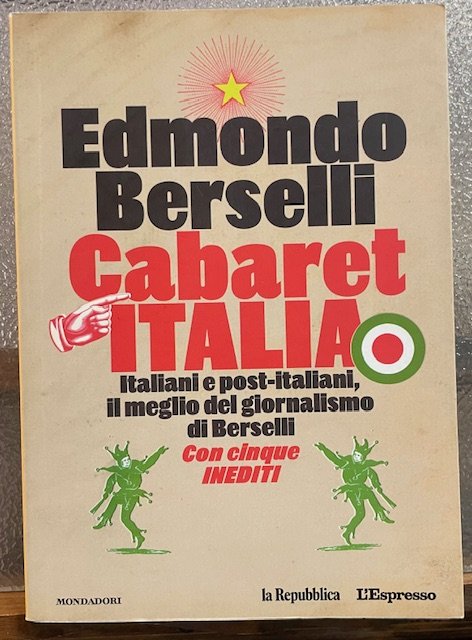 Edmondo
Berselli
Cabaret
ITALIA
Italiani e post-italiani,
il meglio del giornalismo
di Berselli
Con cinque
INEDITI
MONDADORI
la Repubblica L'Espresso